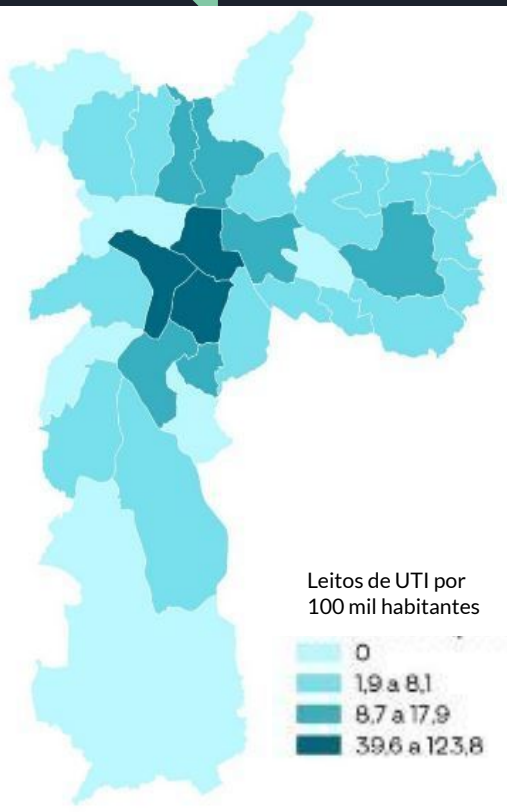 Leitos de UTI por
100 mil habitantes
0
1,9 a 8,1
8,7 a 17,9
39,6 a 123,8